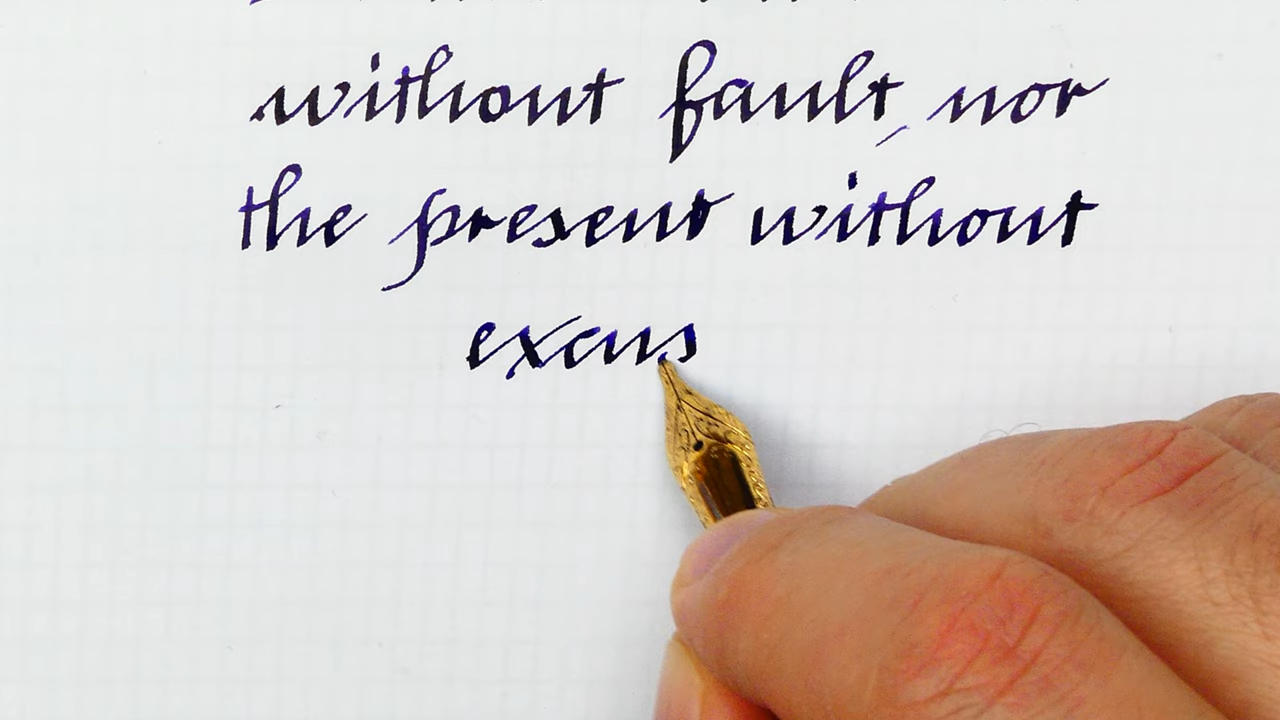 without fault, nor
the present without
excus